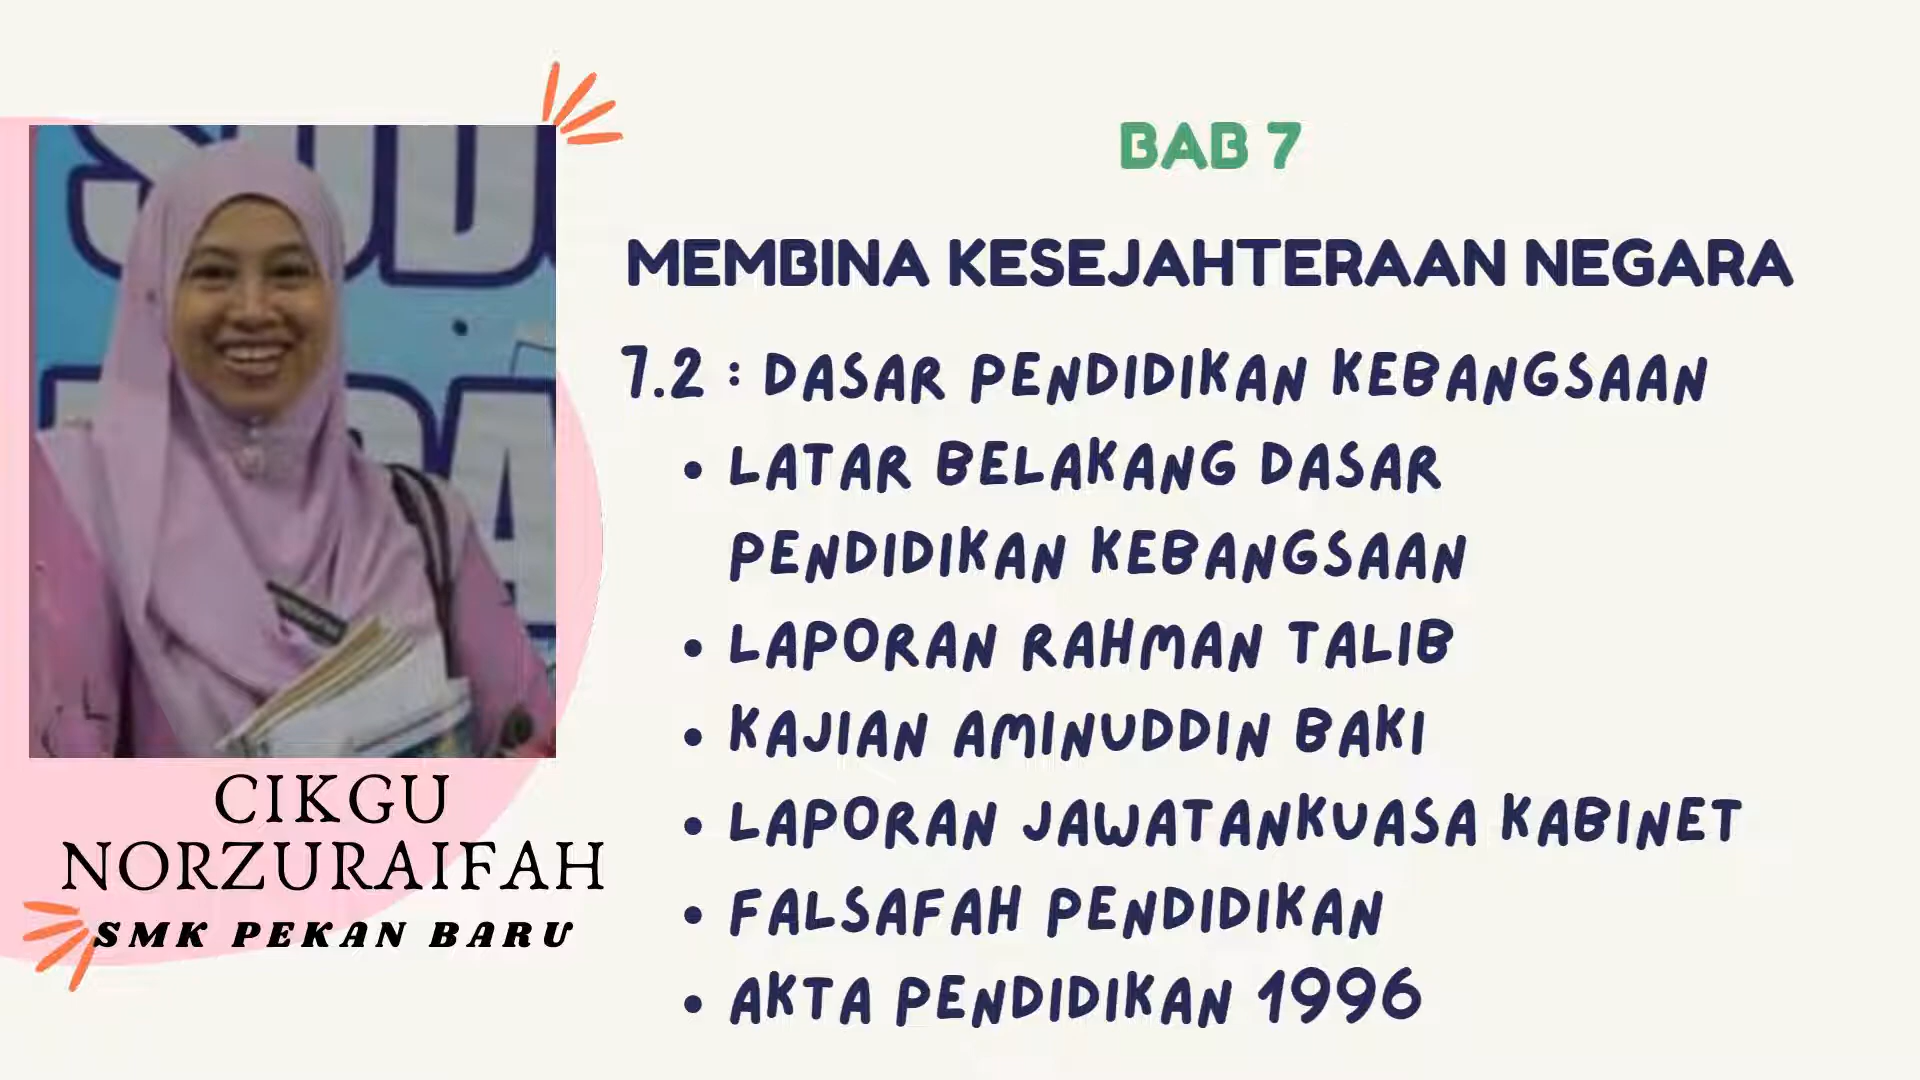 BAB 7
MEMBINA KESEJAHTERAAN NEGARA
7.2 : DASAR PENDIDIKAN KEBANGSAAN
• LATAR BELAKANG DASAR
PENDIDIKAN KEBANGSAAN
• LAPORAN RAHMAN TALIB
• KAJIAN AMINUDDIN BAKI
• LAPORAN JAWATANKUASA KABINET
• FALSAFAH PENDIDIKAN
• AKTA PENDIDIKAN 1996
CIKGU
NORZURAIFAH
SMK PEKAN BARU